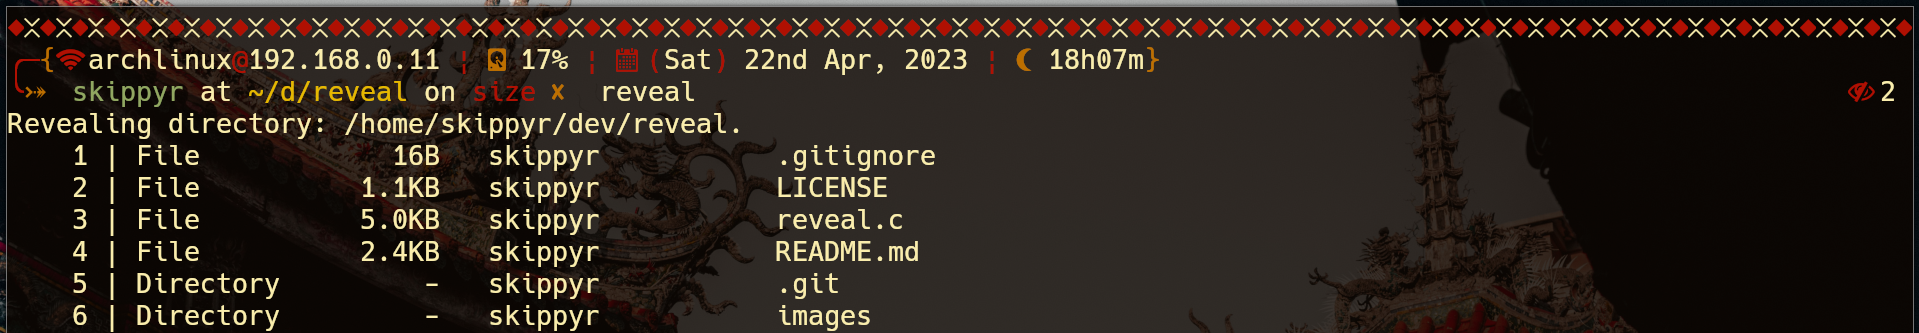 {archlinux@192.168.0.11 ¦ 17% ¦ (Sat) 22nd Apr, 2023 ¦ 18h07m}
skippyr at ~/d/reveal on size ✗ reveal 2
Revealing directory: /home/skippyr/dev/reveal.
1 | File 16B skippyr .gitignore
2 | File 1.1KB skippyr LICENSE
3 | File 5.0KB skippyr reveal.c
4 | File 2.4KB skippyr README.md
5 | Directory - skippyr .git
6 | Directory - skippyr images